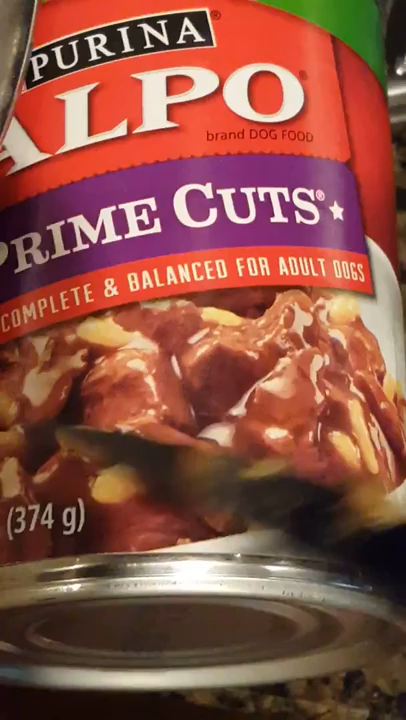 PURINA®
ALPO®
brand DOG FOOD
PRIME CUTS®
COMPLETE & BALANCED FOR ADULT DOGS
(374 g)